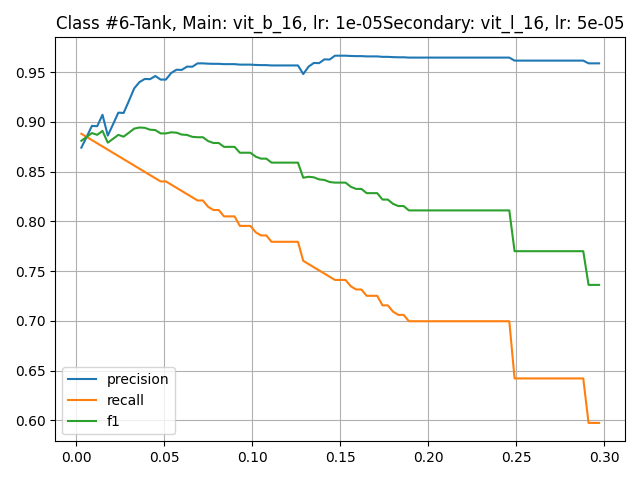 Class #6-Tank, Main: vit_b_16, lr: 1e-05Secondary: vit_l_16, lr: 5e-05
0.95
0.90
0.85
0.80
0.75
0.70
0.65
0.60
precision
recall
f1
0.00 0.05 0.10 0.15 0.20 0.25 0.30